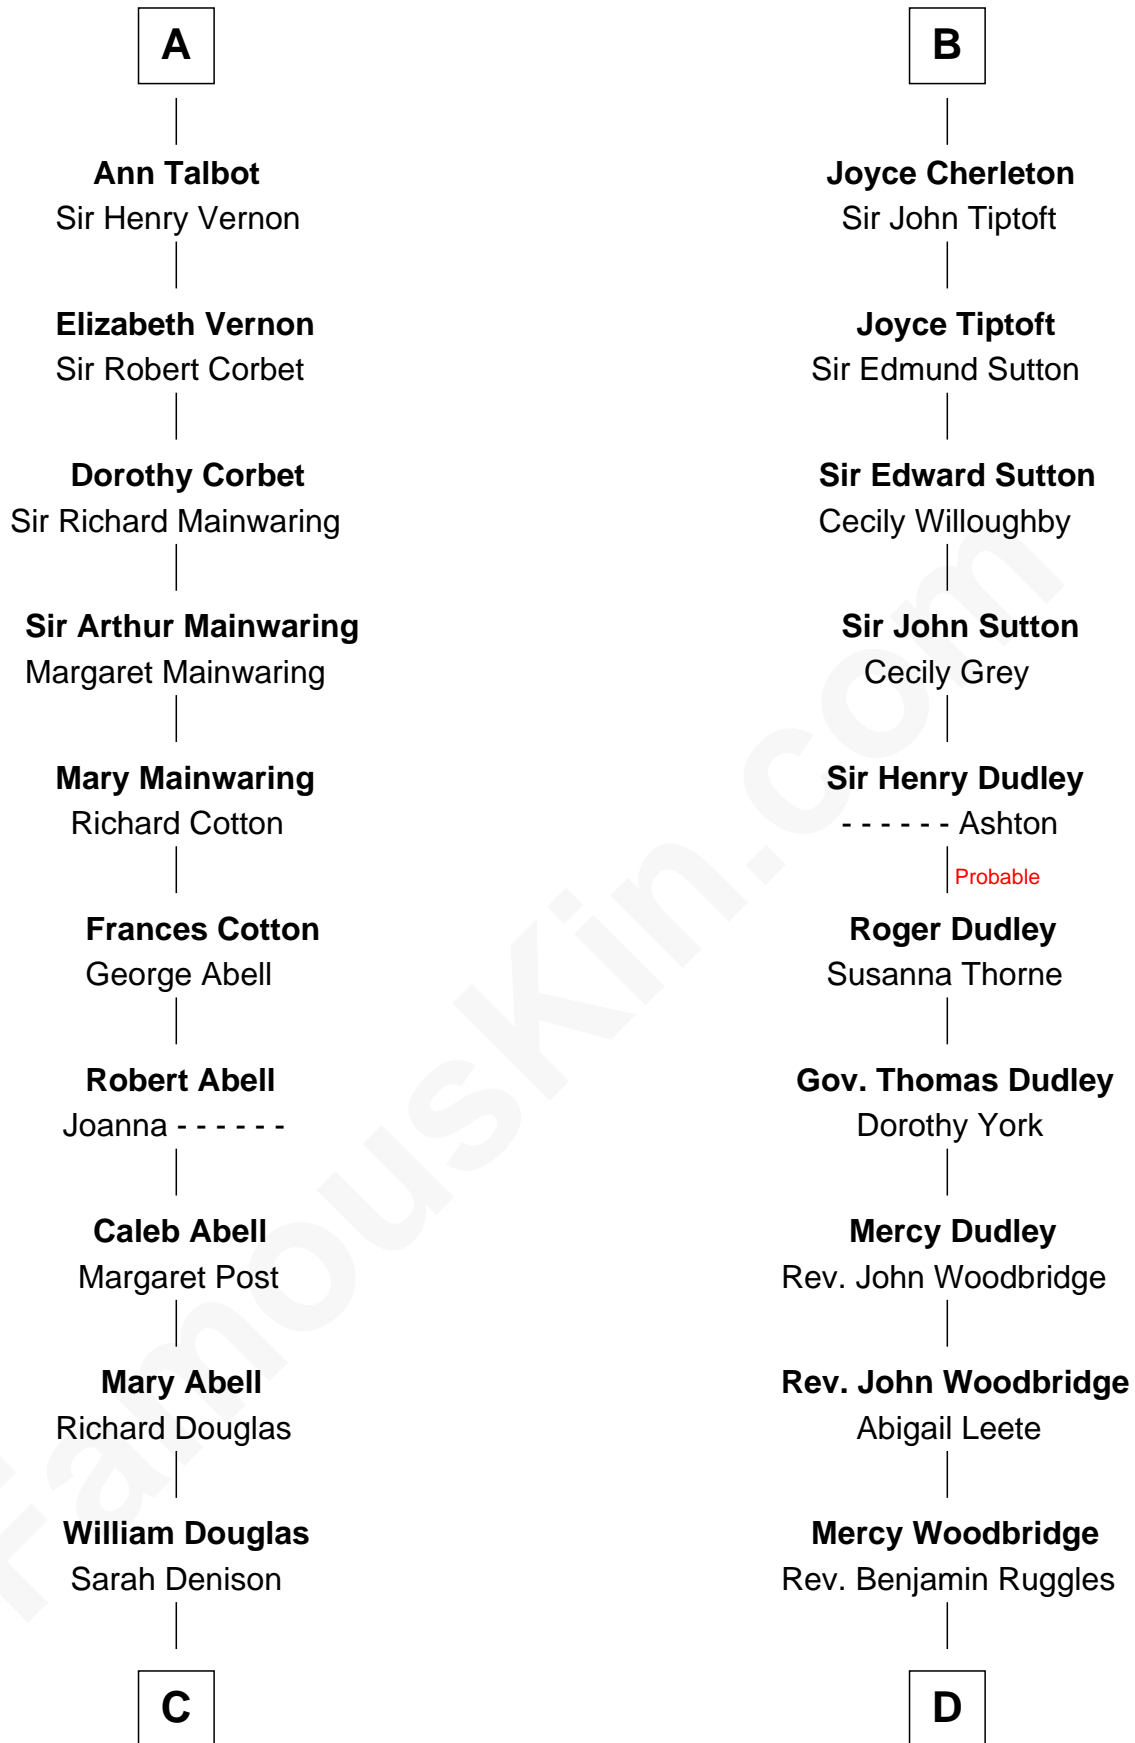 A
Ann Talbot
Sir Henry Vernon
Elizabeth Vernon
Sir Robert Corbet
Dorothy Corbet
Sir Richard Mainwaring
Sir Arthur Mainwaring
Margaret Mainwaring
Mary Mainwaring
Richard Cotton
Frances Cotton
George Abell
Robert Abell
Joanna - - - - - -
Caleb Abell
Margaret Post
Mary Abell
Richard Douglas
William Douglas
Sarah Denison
C
B
Joyce Cherleton
Sir John Tiptoft
Joyce Tiptoft
Sir Edmund Sutton
Sir Edward Sutton
Cecily Willoughby
Sir John Sutton
Cecily Grey
Sir Henry Dudley
- - - - - - Ashton
Probable
Roger Dudley
Susanna Thorne
Gov. Thomas Dudley
Dorothy York
Mercy Dudley
Rev. John Woodbridge
Rev. John Woodbridge
Abigail Leete
Mercy Woodbridge
Rev. Benjamin Ruggles
D
FamousKin.com